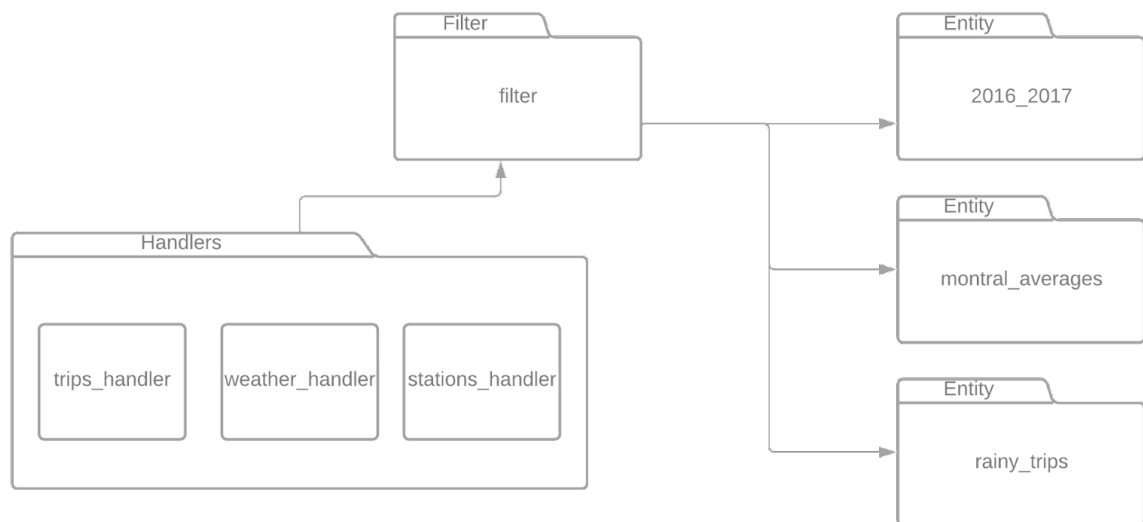 Filter
filter
Entity
2016_2017
Entity
montral_averages
Entity
rainy_trips
Handlers
trips_handler
weather_handler
stations_handler